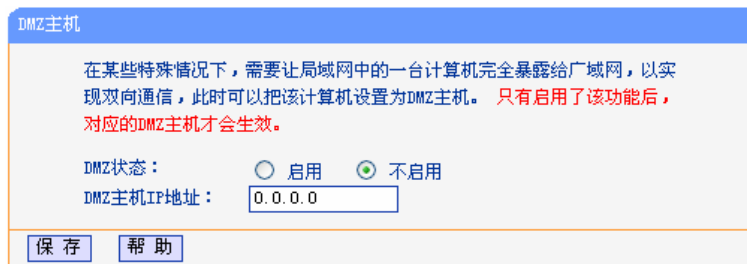 DMZ主机
在某些特殊情况下，需要让局域网中的一台计算机完全暴露给广域网，以实
现双向通信，此时可以把该计算机设置为DMZ主机。 只有启用了该功能后，
对应的DMZ主机才会生效。
DMZ状态： 启用 不启用
DMZ主机IP地址： 0.0.0.0
保 存 帮 助